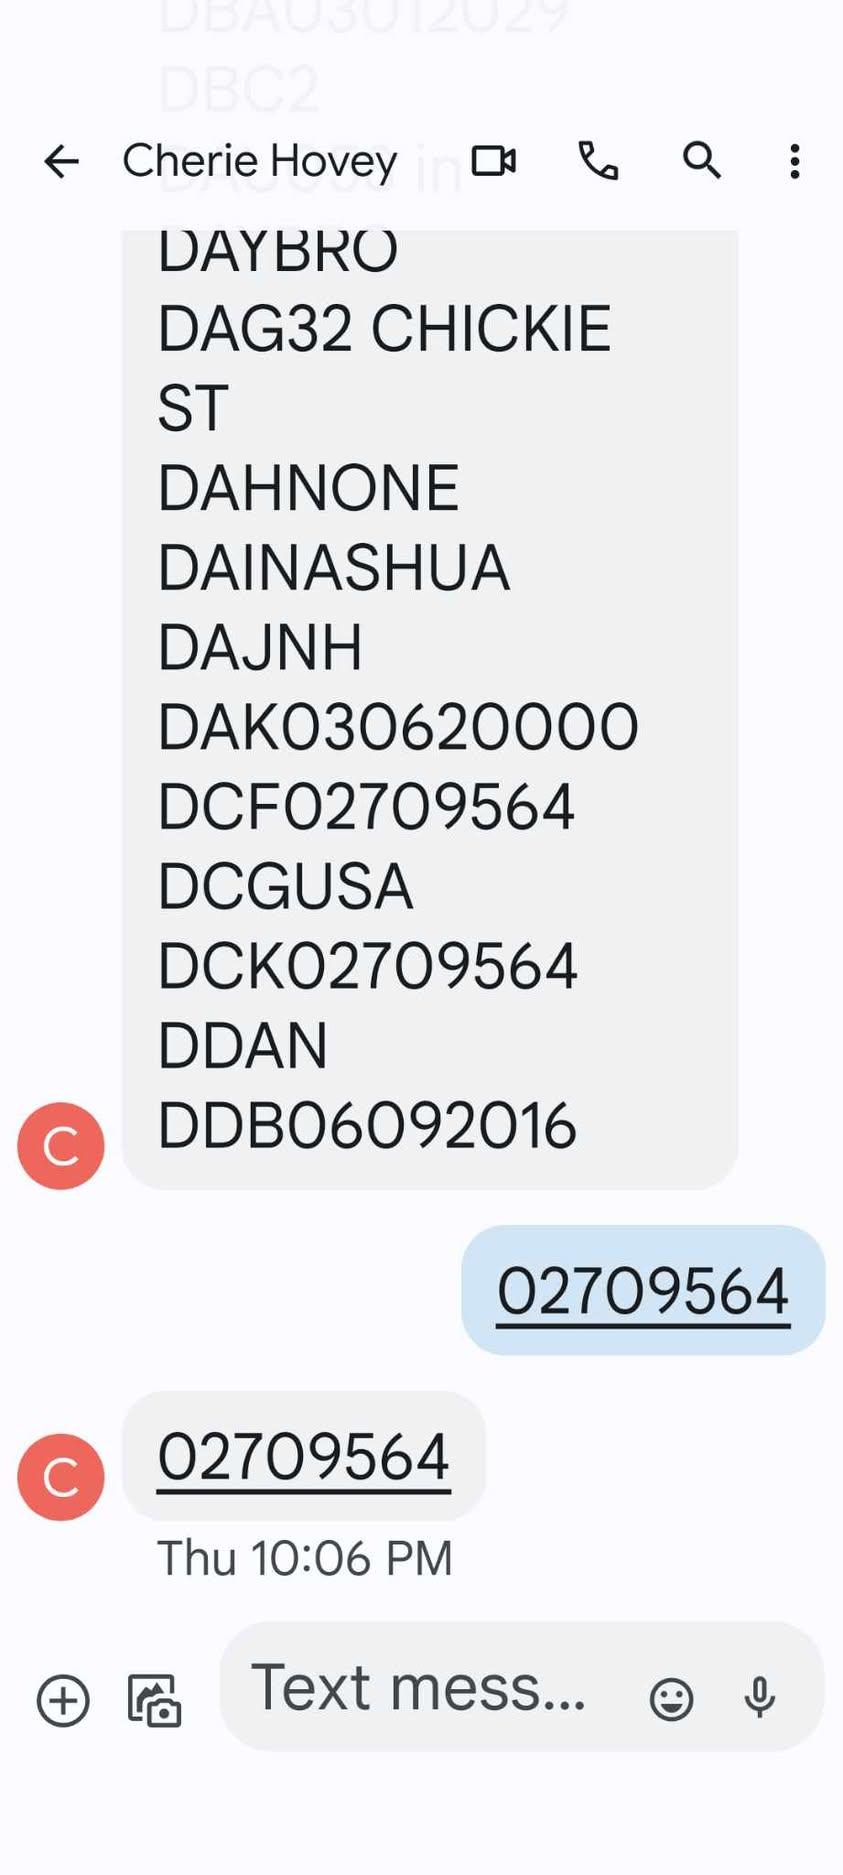 DBA03012029
DBC2
Cherie Hovey
DAYBRO
DAG32 CHICKIE
ST
DAHNONE
DAINASHUA
DAJNH
DAK030620000
DCF02709564
DCGUSA
DCK02709564
DDAN
DDB06092016
C
02709564
02709564
C
Thu 10:06 PM
Text mess...